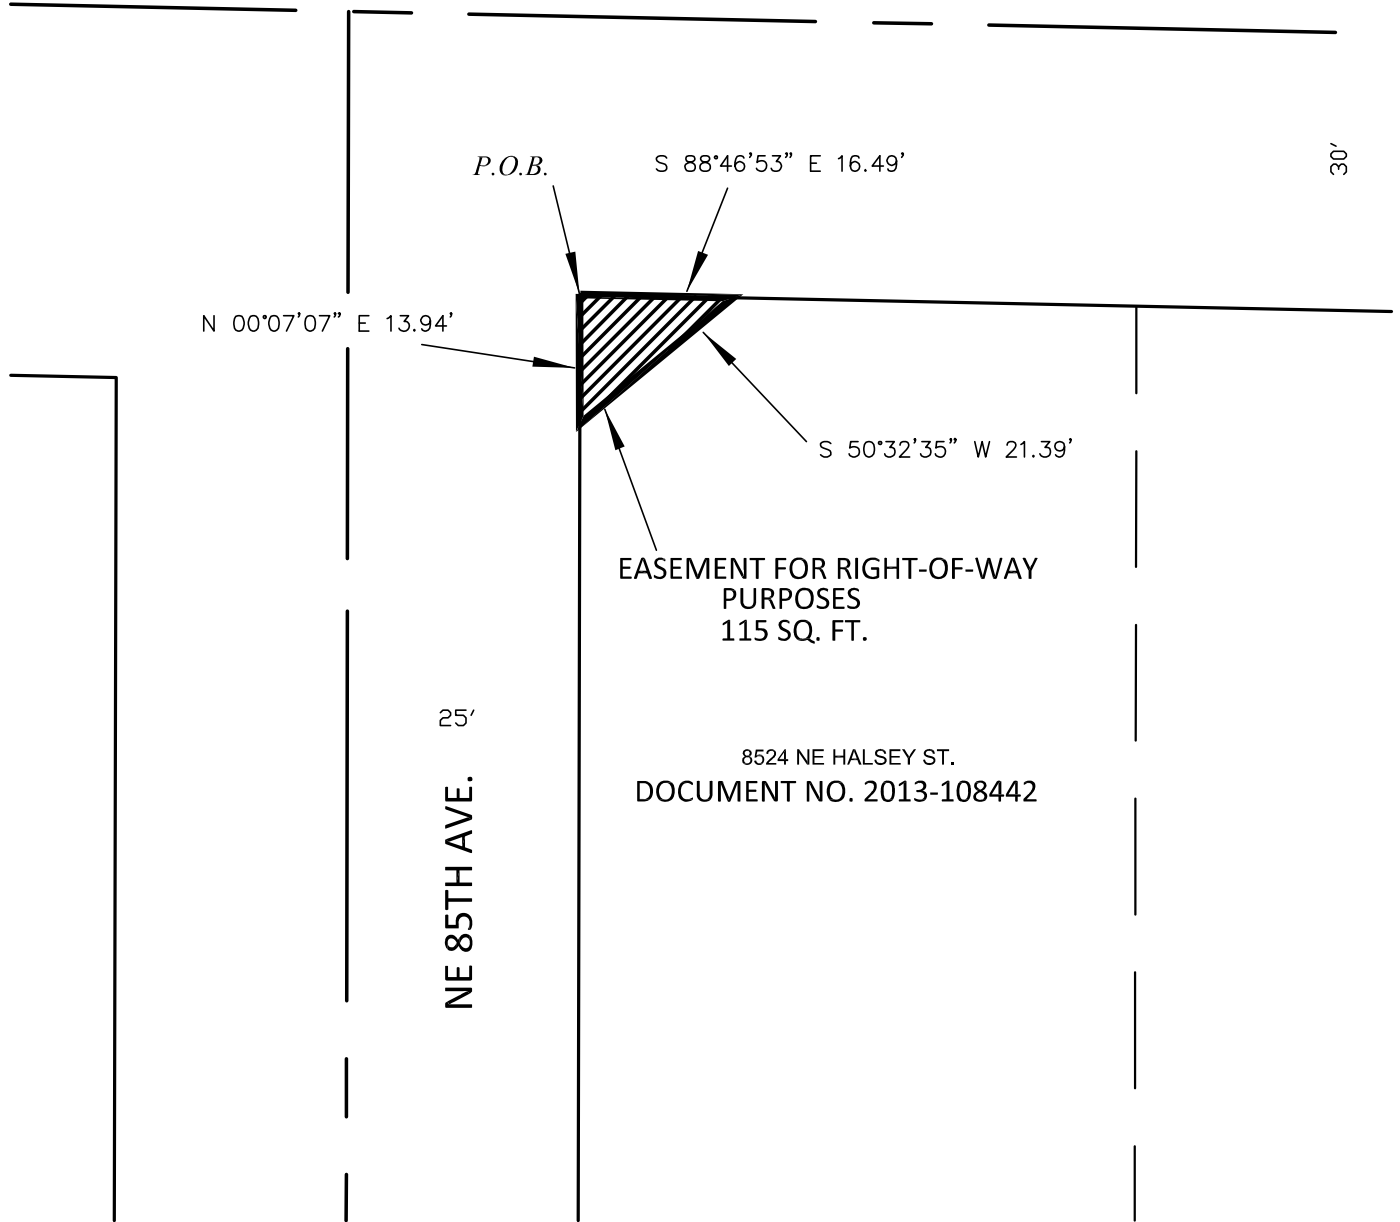 30′
P.O.B.
S 88°46'53" E 16.49'
N 00°07'07" E 13.94'
S 50°32'35" W 21.39'
EASEMENT FOR RIGHT-OF-WAY
PURPOSES
115 SQ. FT.
25′
8524 NE HALSEY ST.
DOCUMENT NO. 2013-108442
NE 85TH AVE.